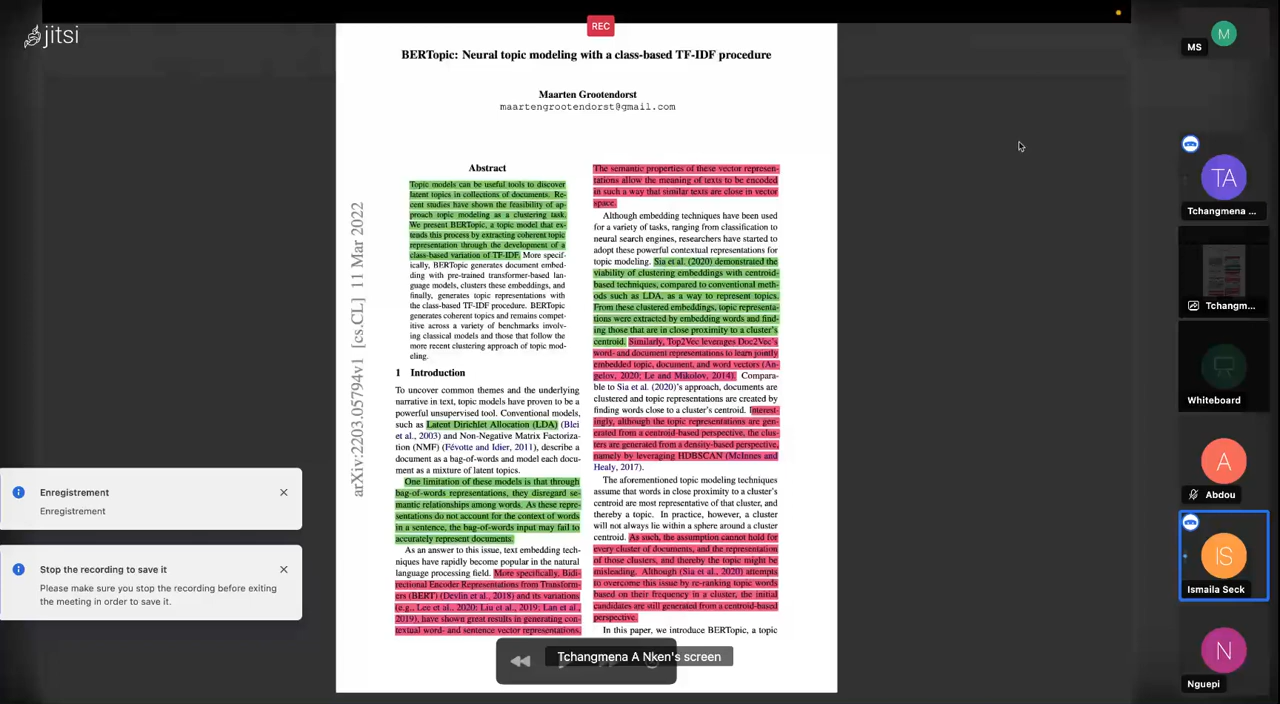 jitsi
REC
BERTopic: Neural topic modeling with a class-based TF-IDF procedure
Maarten Grootendorst
maartengrootendorst@gmail.com
arXiv:2203.05794v1 [cs.CL] 11 Mar 2022
Abstract
Topic models can be useful tools to discover
latent topics in collections of documents. Re-
cent studies have shown the feasibility of ap-
proach topic modeling as a clustering task.
We present BERTopic, a topic model that ex-
tends this process by extracting coherent topic
representation through the development of a
class-based variation of TF-IDF. More specif-
ically, BERTopic generates document embed-
ding with pre-trained transformer-based lan-
guage models, clusters these embeddings, and
finally, generates topic representations with
the class-based TF-IDF procedure. BERTopic
generates coherent topics and remains compet-
itive across a variety of benchmarks involv-
ing classical models and those that follow the
more recent clustering approach of topic mod-
eling.
1 Introduction
To uncover common themes and the underlying
narrative in text, topic models have proven to be a
powerful unsupervised tool. Conventional models,
such as Latent Dirichlet Allocation (LDA) (Blei
et al., 2003) and Non-Negative Matrix Factoriza-
tion (NMF) (Févotte and Idier, 2011), describe a
document as a bag-of-words and model each docu-
ment as a mixture of latent topics.
One limitation of these models is that through
bag-of-words representations, they disregard se-
mantic relationships among words. As these repre-
sentations do not account for the context of words
in a sentence, the bag-of-words input may fail to
accurately represent documents.
As an answer to this issue, text embedding tech-
niques have rapidly become popular in the natural
language processing field. More specifically, Bidi-
rectional Encoder Representations from Transform-
ers (BERT) (Devlin et al., 2018) and its variations
(e.g., Lee et al., 2020; Liu et al., 2019; Lan et al.,
2019), have shown great results in generating con-
textual word- and sentence vector representations.
The semantic properties of these vector represen-
tations allow the meaning of texts to be encoded
in such a way that similar texts are close in vector
space.
Although embedding techniques have been used
for a variety of tasks, ranging from classification to
neural search engines, researchers have started to
adopt these powerful contextual representations for
topic modeling. Sia et al. (2020) demonstrated the
viability of clustering embeddings with centroid-
based techniques, compared to conventional meth-
ods such as LDA, as a way to represent topics.
From these clustered embeddings, topic representa-
tions were extracted by embedding words and find-
ing those that are in close proximity to a cluster's
centroid. Similarly, Top2Vec leverages Doc2Vec's
word- and document representations to learn jointly
embedded topic, document, and word vectors (An-
gelov, 2020; Le and Mikolov, 2014). Compara-
ble to Sia et al. (2020)'s approach, documents are
clustered and topic representations are created by
finding words close to a cluster's centroid. Interest-
ingly, although the topic representations are gen-
erated from a centroid-based perspective, the clus-
ters are generated from a density-based perspective,
namely by leveraging HDBSCAN (McInnes and
Healy, 2017).
The aforementioned topic modeling techniques
assume that words in close proximity to a cluster's
centroid are most representative of that cluster, and
thereby a topic. In practice, however, a cluster
will not always lie within a sphere around a cluster
centroid. As such, the assumption cannot hold for
every cluster of documents, and the representation
of those clusters, and thereby the topic might be
misleading. Although (Sia et al., 2020) attempts
to overcome this issue by re-ranking topic words
based on their frequency in a cluster, the initial
candidates are still generated from a centroid-based
perspective.
In this paper, we introduce BERTopic, a topic
Tchangmena A Nken's screen
Enregistrement
Enregistrement
Stop the recording to save it
Please make sure you stop the recording before exiting
the meeting in order to save it.
M
MS
TA
Tchangmena ...
Tchangm...
Whiteboard
A
Abdou
IS
Ismaila Seck
N
Nguepi